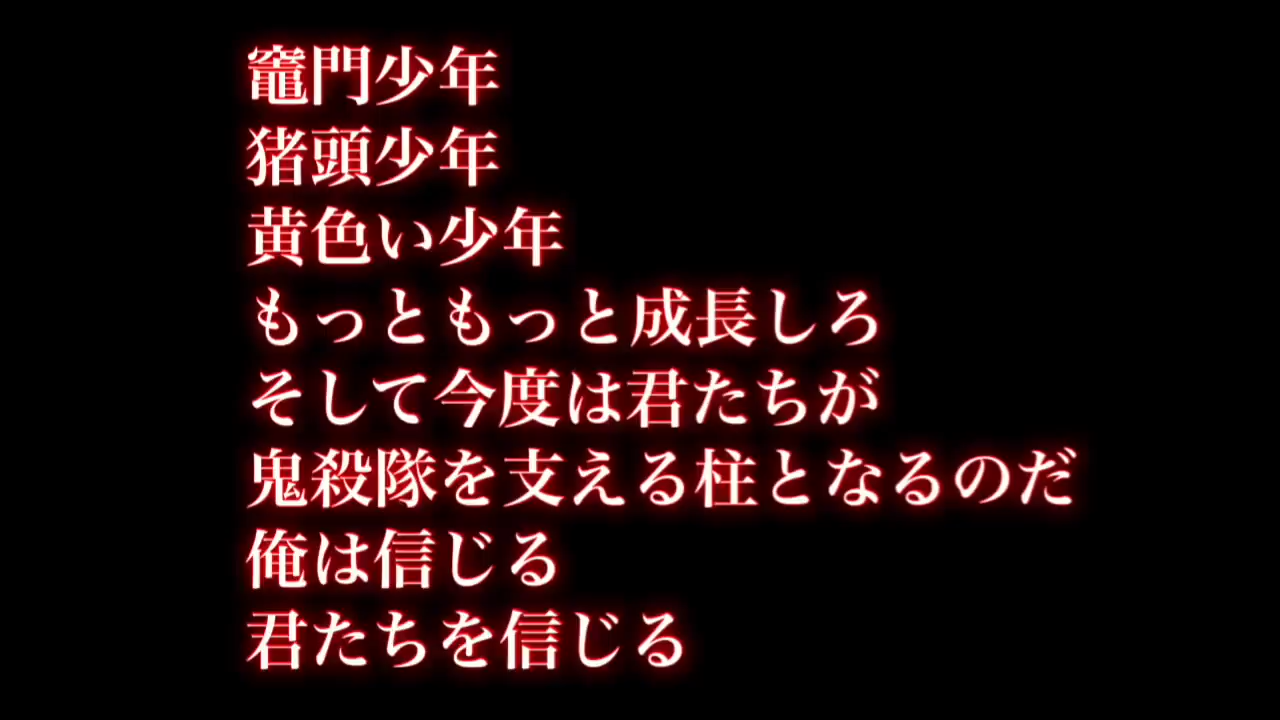 竈門少年
猪頭少年
黄色い少年
もっともっと成長しろ
そして今度は君たちが
鬼殺隊を支える柱となるのだ
俺は信じる
君たちを信じる